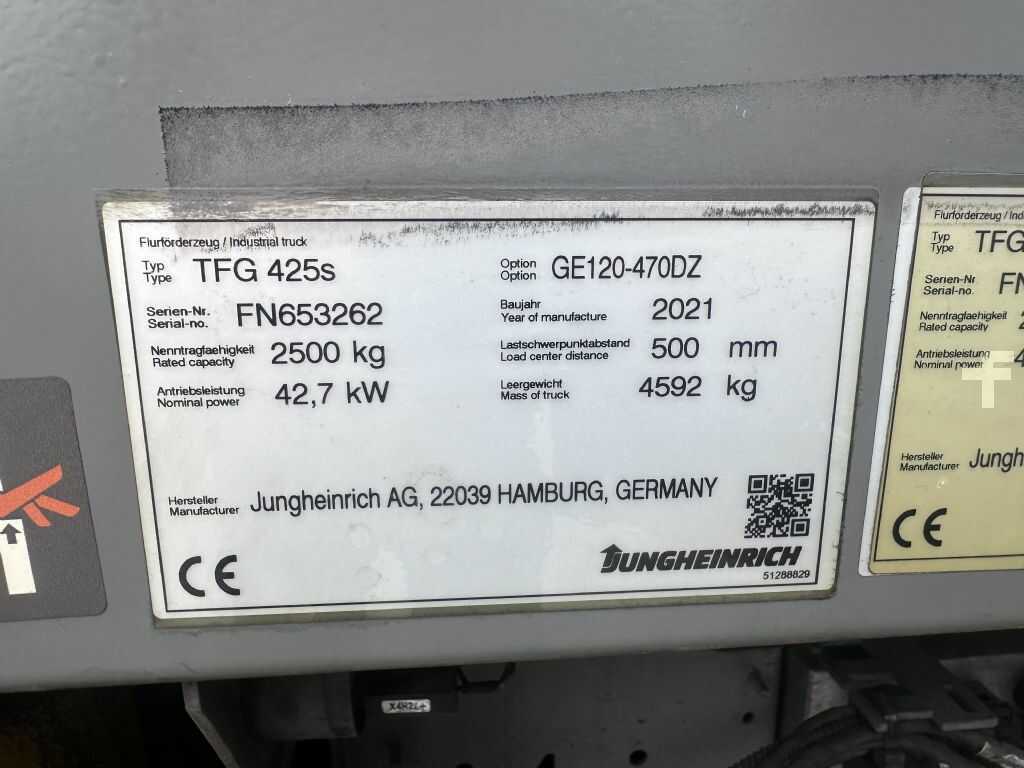 Flurförderzeug / Industrial truck
Typ
Type TFG 425s
Option
Option GE120-470DZ
Serien-Nr.
Serial-no. FN653262
Baujahr
Year of manufacture 2021
Nenntragfaehigkeit
Rated capacity 2500 kg
Lastschwerpunktabstand
Load center distance 500 mm
Antriebsleistung
Nominal power 42,7 kW
Leergewicht
Mass of truck 4592 kg
Hersteller
Manufacturer Jungheinrich AG, 22039 HAMBURG, GERMANY
CE
JUNGHEINRICH
51288829
Flurförderzeug / Ind
Typ
Type TFG
Serien-Nr.
Serial-no. FN
Nenntragfaehigkeit
Rated capacity 2
Antriebsleistung
Nominal power 4
Hersteller
Manufacturer Jungh
CE